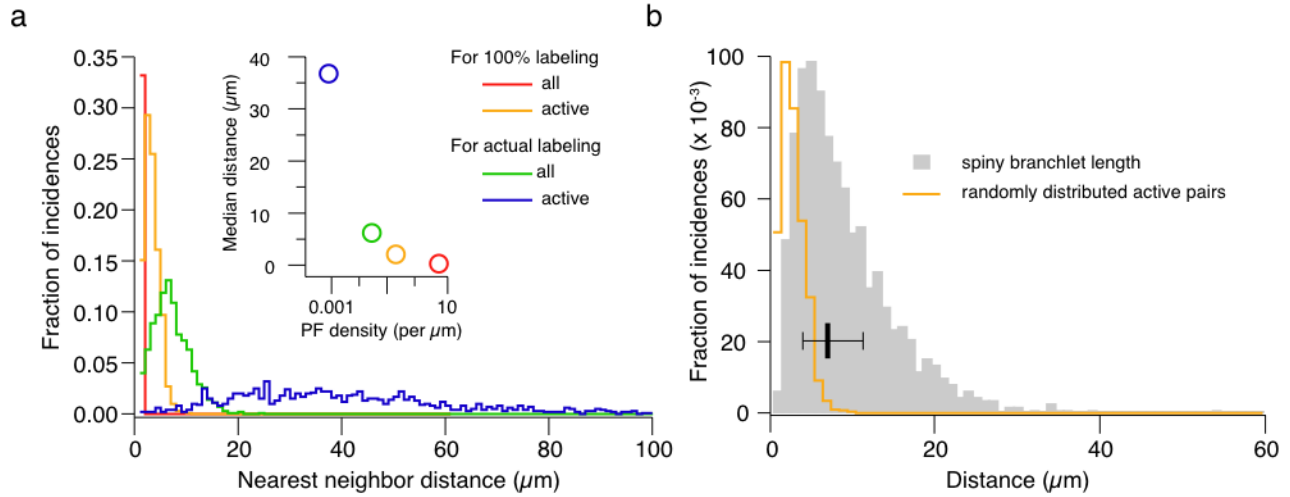 a
0.35
0.30
0.25
0.20
0.15
0.10
0.05
0.00
Fraction of incidences
0
20
40
60
80
100
Nearest neighbor distance (µm)
40
30
20
10
0
Median distance (µm)
0.001
10
PF density (per µm)
For 100% labeling
all
active
For actual labeling
all
active
b
100
80
60
40
20
0
Fraction of incidences (x 10⁻³)
spiny branchlet length
randomly distributed active pairs
0
20
40
60
Distance (µm)